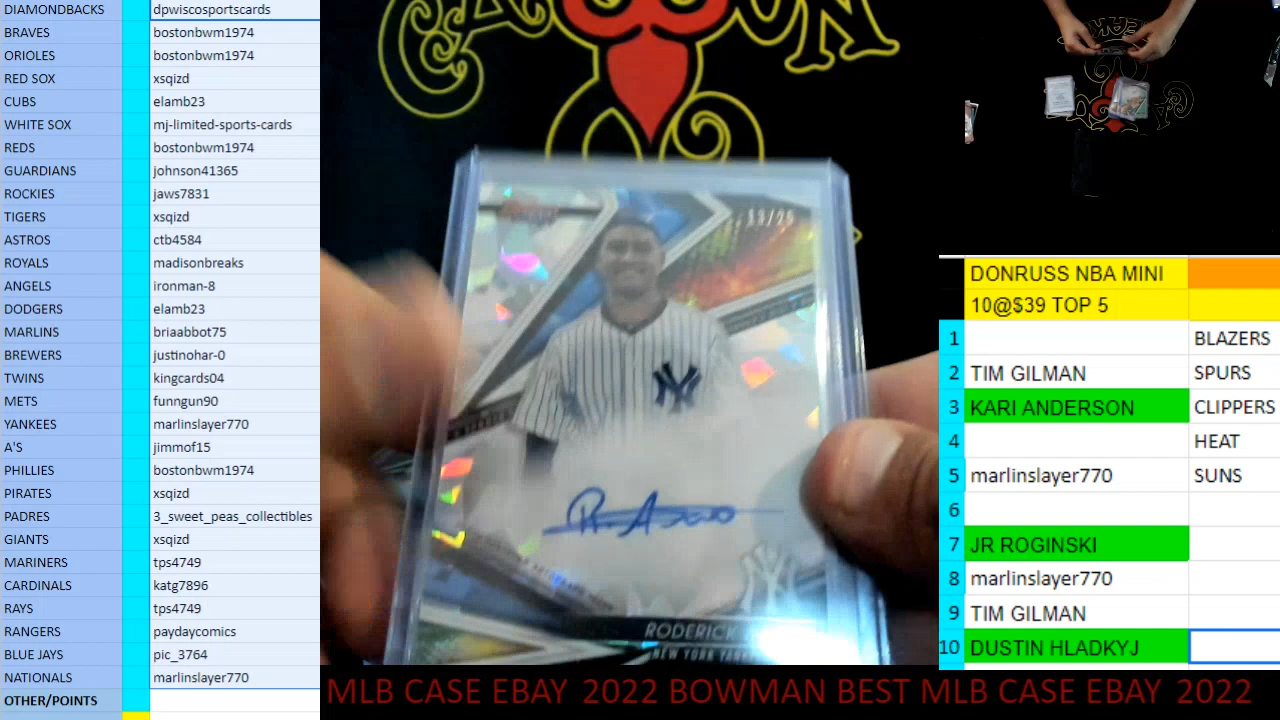 DIAMONDBACKS dpwiscosportscards
BRAVES bostonbwm1974
ORIOLES bostonbwm1974
RED SOX xsqizd
CUBS elamb23
WHITE SOX mj-limited-sports-cards
REDS bostonbwm1974
GUARDIANS johnson41365
ROCKIES jaws7831
TIGERS xsqizd
ASTROS ctb4584
ROYALS madisonbreaks
ANGELS ironman-8
DODGERS elamb23
MARLINS briaabbot75
BREWERS justinohar-0
TWINS kingcards04
METS funngun90
YANKEES marlinslayer770
A'S jimmof15
PHILLIES bostonbwm1974
PIRATES xsqizd
PADRES 3_sweet_peas_collectibles
GIANTS xsqizd
MARINERS tps4749
CARDINALS katg7896
RAYS tps4749
RANGERS paydaycomics
BLUE JAYS pic_3764
NATIONALS marlinslayer770
OTHER/POINTS
NY
RODERICK
NEW YORK
DONRUSS NBA MINI
10@$39 TOP 5
1 BLAZERS
2 TIM GILMAN SPURS
3 KARI ANDERSON CLIPPERS
4 HEAT
5 marlinslayer770 SUNS
6
7 JR ROGINSKI
8 marlinslayer770
9 TIM GILMAN
10 DUSTIN HLADKYJ
MLB CASE EBAY 2022 BOWMAN BEST MLB CASE EBAY 2022